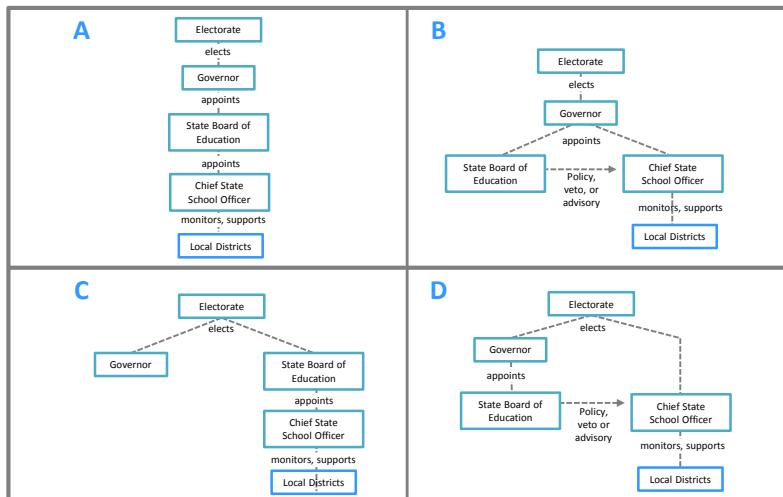 A
Electorate
elects
Governor
appoints
State Board of
Education
appoints
Chief State
School Officer
monitors, supports
Local Districts
B
Electorate
elects
Governor
appoints
State Board of
Education
Policy,
veto, or
advisory
Chief State
School Officer
monitors, supports
Local Districts
C
Electorate
elects
Governor
State Board of
Education
appoints
Chief State
School Officer
monitors, supports
Local Districts
D
Electorate
elects
Governor
appoints
State Board of
Education
Policy,
veto or
advisory
Chief State
School Officer
monitors, supports
Local Districts